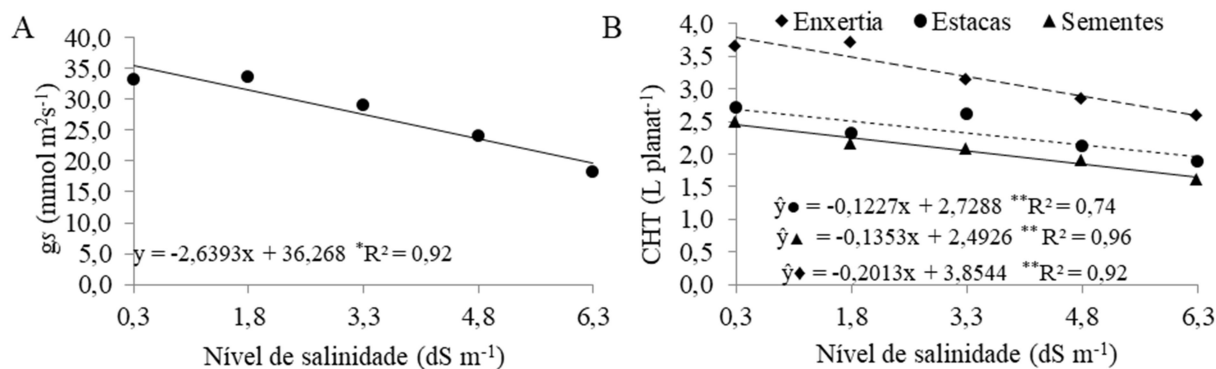 A
gs (mmol m²s⁻¹)
40,0
35,0
30,0
25,0
20,0
15,0
10,0
5,0
0,0
y = -2,6393x + 36,268 *R² = 0,92
0,3 1,8 3,3 4,8 6,3
Nível de salinidade (dS m⁻¹)
B
◆ Enxertia ● Estacas ▲ Sementes
CHT (L planat⁻¹)
4,0
3,5
3,0
2,5
2,0
1,5
1,0
0,5
0,0
ŷ● = -0,1227x + 2,7288 **R² = 0,74
ŷ▲ = -0,1353x + 2,4926 **R² = 0,96
ŷ◆ = -0,2013x + 3,8544 **R² = 0,92
0,3 1,8 3,3 4,8 6,3
Nível de salinidade (dS m⁻¹)